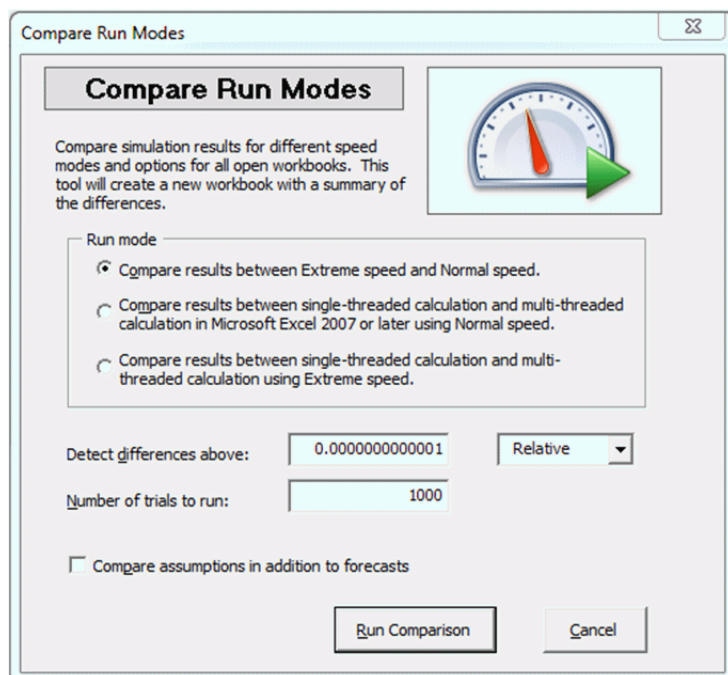 Compare Run Modes
Compare Run Modes
Compare simulation results for different speed
modes and options for all open workbooks. This
tool will create a new workbook with a summary of
the differences.
Run mode
Compare results between Extreme speed and Normal speed.
Compare results between single-threaded calculation and multi-threaded
calculation in Microsoft Excel 2007 or later using Normal speed.
Compare results between single-threaded calculation and multi-
threaded calculation using Extreme speed.
Detect differences above: 0.0000000000001 Relative
Number of trials to run: 1000
Compare assumptions in addition to forecasts
Run Comparison Cancel